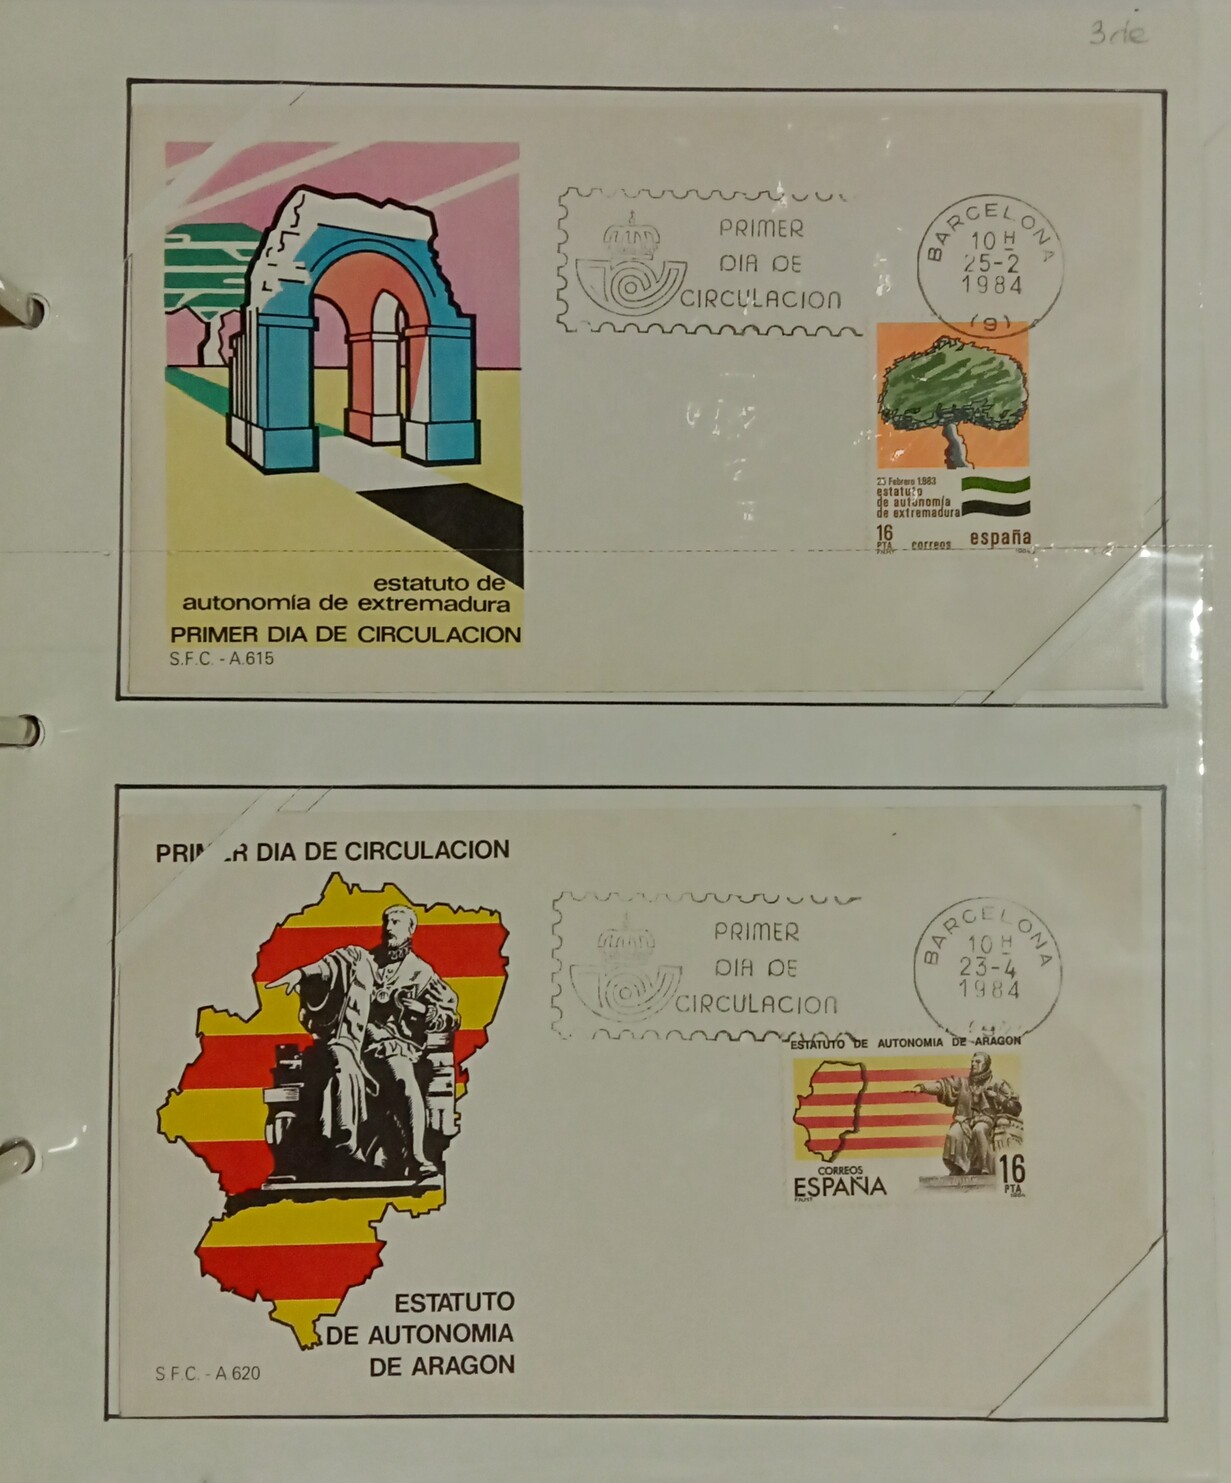 PRIMER
DIA DE
CIRCULACION
BARCELONA
10 H
25-2
1984
(9)
23 Febrero 1.983
estatuto
de autonomía
de extremadura
16
PTA
correos
españa
estatuto de
autonomía de extremadura
PRIMER DIA DE CIRCULACION
S.F.C. - A.615
PRIMER DIA DE CIRCULACION
PRIMER
DIA DE
CIRCULACION
BARCELONA
10 H
23-4
1984
ESTATUTO DE AUTONOMIA DE ARAGON
CORREOS
ESPAÑA
16
PTA
ESTATUTO
DE AUTONOMIA
DE ARAGON
S.F.C. - A.620